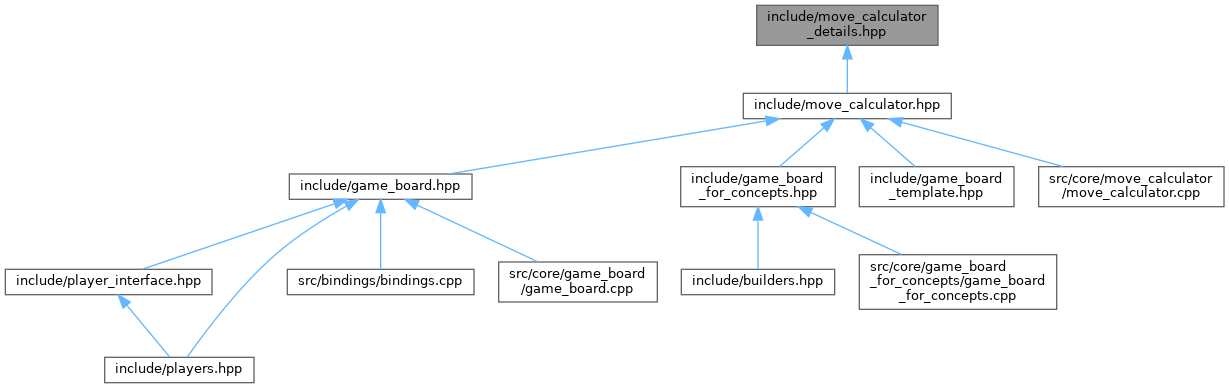 include/move_calculator
_details.hpp
include/move_calculator.hpp
include/game_board.hpp
include/game_board
_for_concepts.hpp
include/game_board
_template.hpp
src/core/move_calculator
/move_calculator.cpp
include/player_interface.hpp
src/bindings/bindings.cpp
src/core/game_board
/game_board.cpp
include/builders.hpp
src/core/game_board
_for_concepts/game_board
_for_concepts.cpp
include/players.hpp